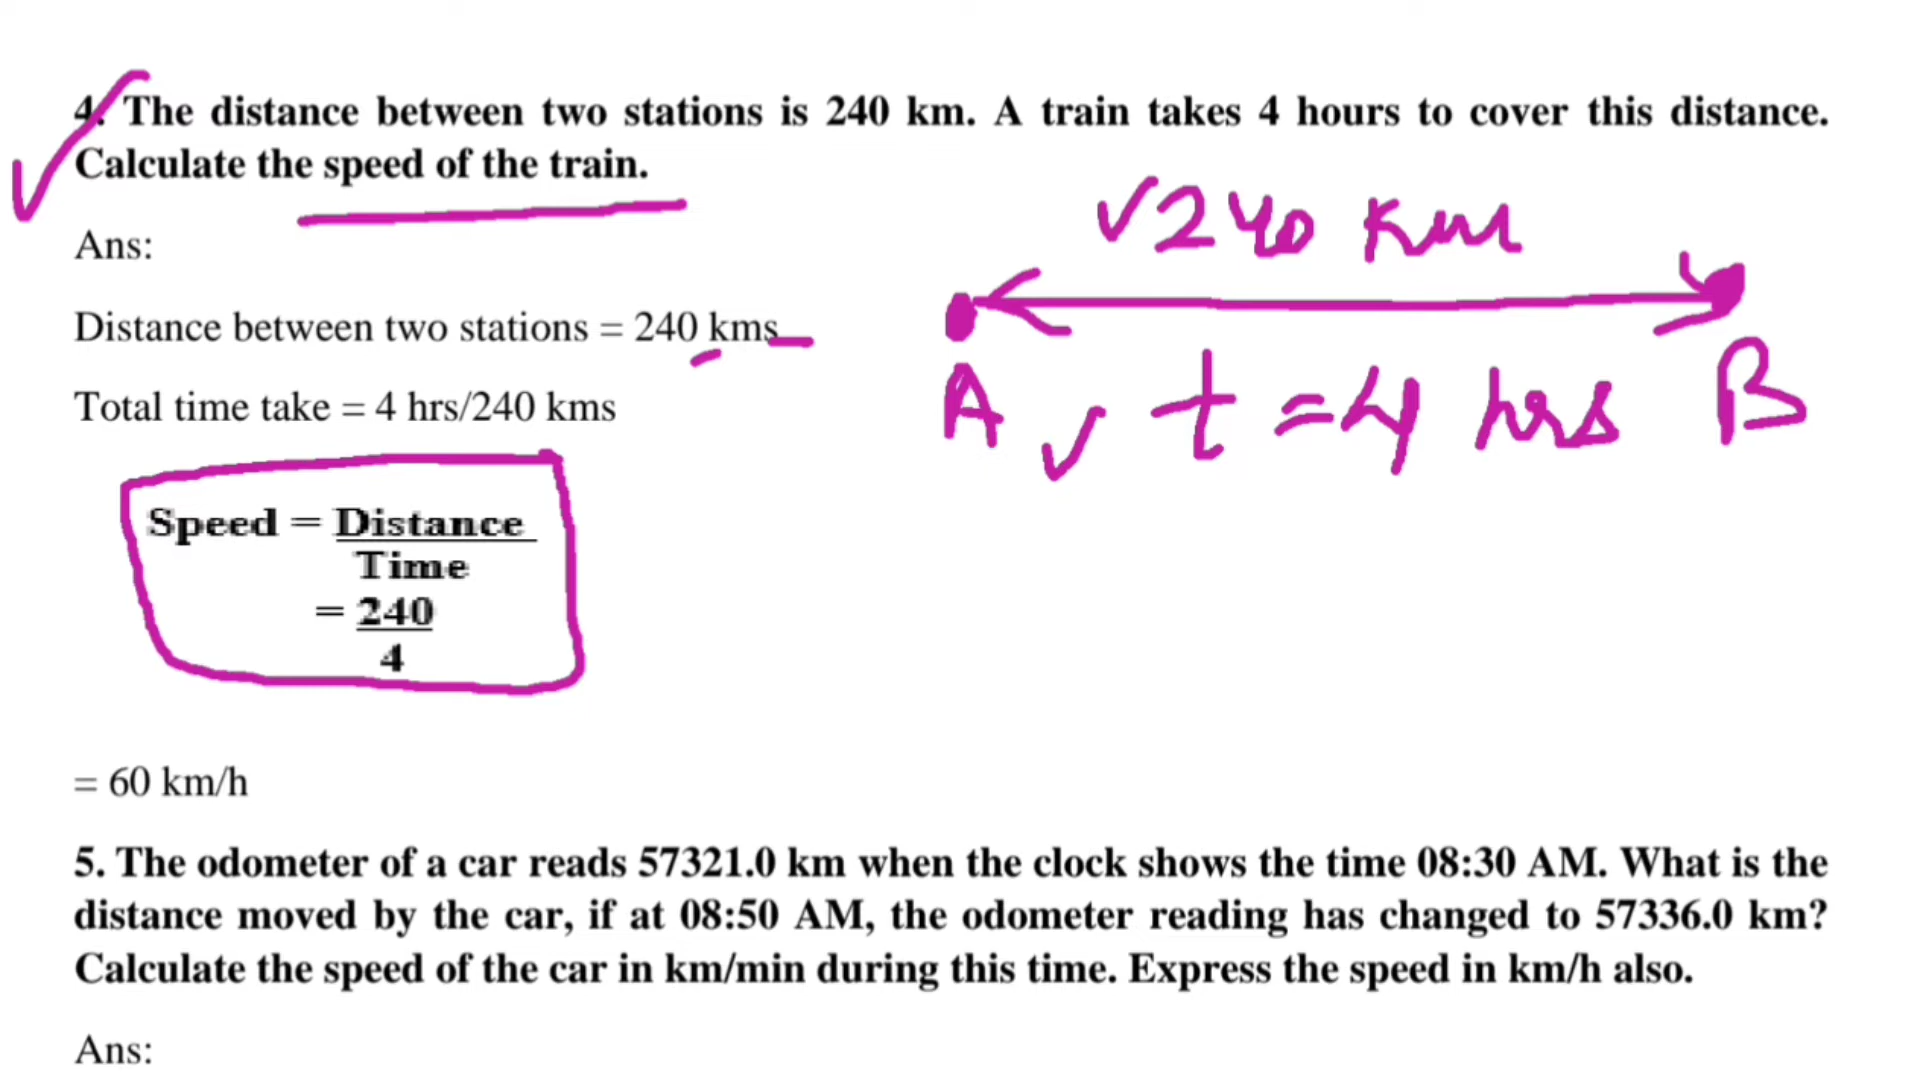 4. The distance between two stations is 240 km. A train takes 4 hours to cover this distance.
Calculate the speed of the train.
√240 Km
Ans:
Distance between two stations = 240 kms
A t = 4 hrs B
Total time take = 4 hrs/240 kms
Speed = Distance
Time
= 240
4
= 60 km/h
5. The odometer of a car reads 57321.0 km when the clock shows the time 08:30 AM. What is the
distance moved by the car, if at 08:50 AM, the odometer reading has changed to 57336.0 km?
Calculate the speed of the car in km/min during this time. Express the speed in km/h also.
Ans: